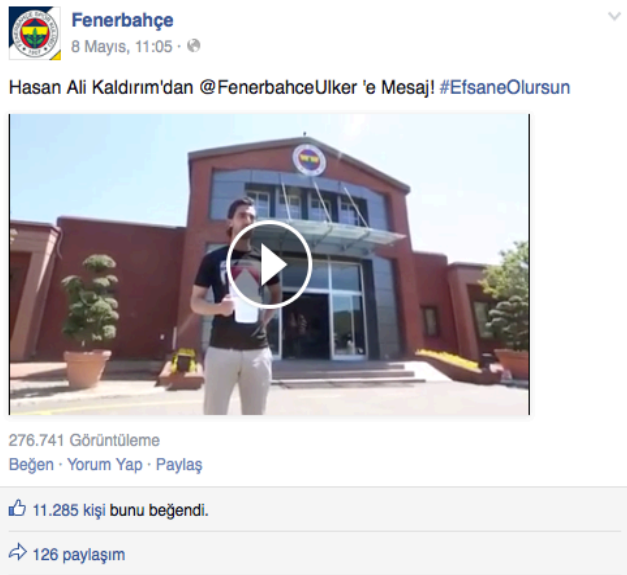 Fenerbahçe
8 Mayıs, 11:05 ·
Hasan Ali Kaldırım'dan @FenerbahceUlker 'e Mesaj! #EfsaneOlursun
276.741 Görüntüleme
Beğen · Yorum Yap · Paylaş
11.285 kişi bunu beğendi.
126 paylaşım